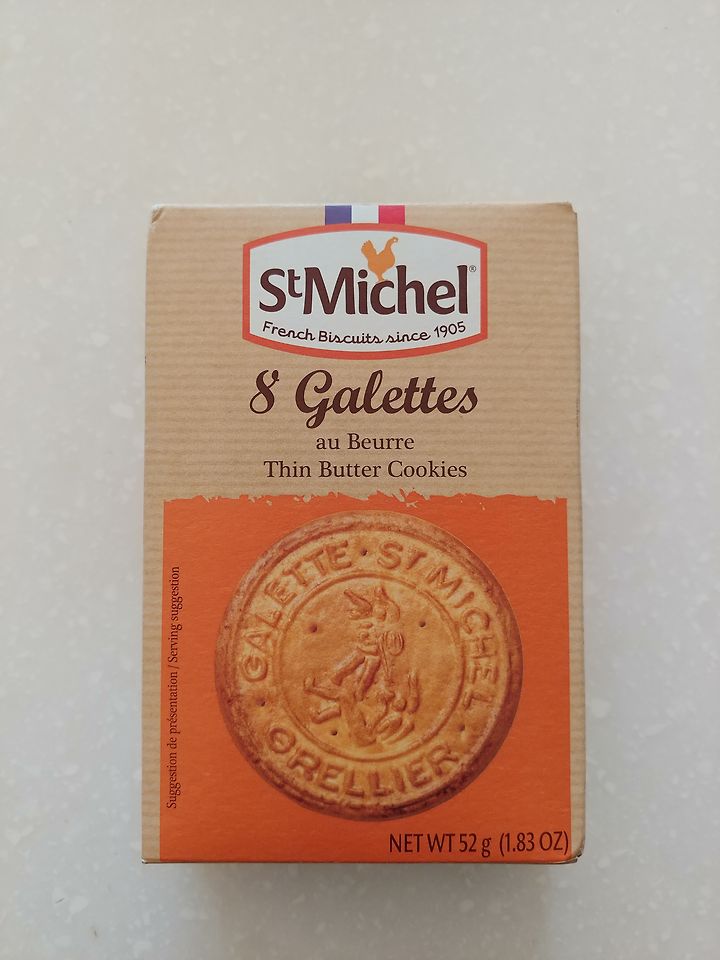 StMichel®
French Biscuits since 1905
8 Galettes
au Beurre
Thin Butter Cookies
GALETTE · ST MICHEL ·
GRELLIER
Suggestion de présentation / Serving suggestion
NET WT 52 g (1.83 OZ)